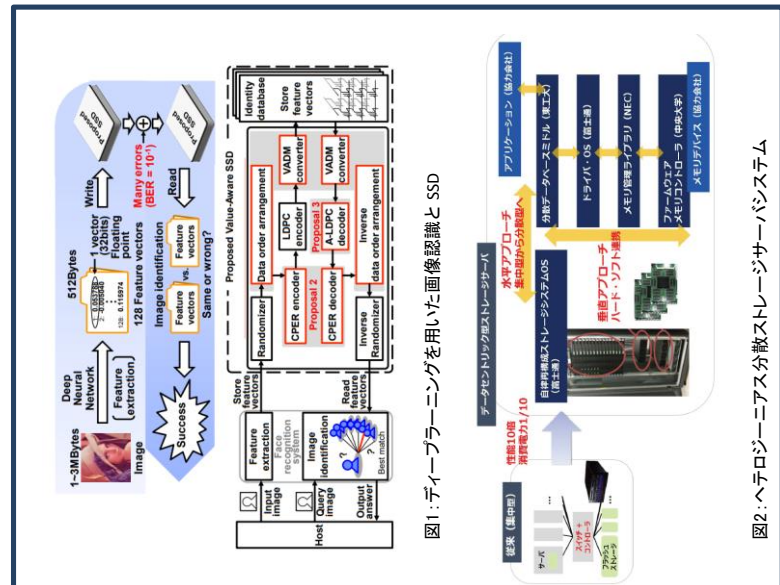 1~3MBytes
Image
Deep
Neural
Network
Feature
(extraction)
512Bytes
1 vector
(32bits)
Floating
point
0.053786
2: -0.005040
128: 0.115974
128 Feature vectors
Write
Proposed
SSD
Many errors
(BER = 10⁻¹)
Proposed
SSD
Read
Image identification
Feature
vectors
vs.
Feature
vectors
Same or wrong?
Success
Host
Input
image
Query
image
Output
answer
Feature
extraction
Face
recognition
system
Image
identification
?
?
Best match
Store
feature
vectors
Read
feature
vectors
Proposed Value-Aware SSD
Randomizer
Data order arrangement
CPER encoder
LDPC
encoder
VADM
converter
Proposal 2
Proposal 3
CPER decoder
A-LDPC
decoder
VADM
converter
Inverse
Randomizer
Inverse
data order arrangement
Identity
database
Store
feature
vectors
図1:ディープラーニングを用いた画像認識と SSD
従来(集中型)
サーバ
...
スイッチ+
コントローラ
フラッシュ
ストレージ
...
性能10倍
消費電力1/10
データセントリック型ストレージサーバ
自律再構成ストレージシステムOS
(富士通)
水平アプローチ
集中型から分散型へ
垂直アプローチ
ハード・ソフト連携
アプリケーション(協力会社)
分散データベースミドル(東工大)
ドライバ・OS(富士通)
メモリ管理ライブラリ(NEC)
ファームウェア
メモリコントローラ(中央大学)
メモリデバイス(協力会社)
図2:ヘテロジーニアス分散ストレージサーバシステム